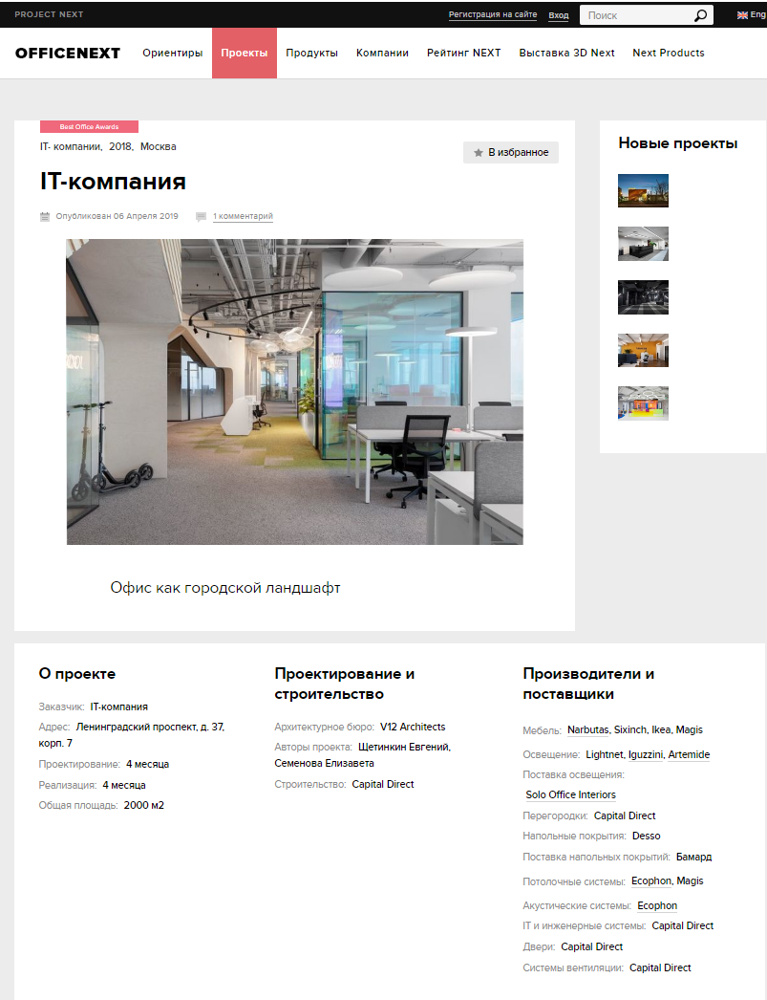 PROJECT NEXT
Регистрация на сайте Вход Поиск Eng
OFFICENEXT Ориентиры Проекты Продукты Компании Рейтинг NEXT Выставка 3D Next Next Products
Best Office Awards
IT- компании, 2018, Москва
В избранное
IT-компания
Опубликован 06 Апреля 2019 1 комментарий
Офис как городской ландшафт
Новые проекты
О проекте
Заказчик: IT-компания
Адрес: Ленинградский проспект, д. 37,
корп. 7
Проектирование: 4 месяца
Реализация: 4 месяца
Общая площадь: 2000 м2
Проектирование и
строительство
Архитектурное бюро: V12 Architects
Авторы проекта: Щетинкин Евгений,
Семенова Елизавета
Строительство: Capital Direct
Производители и
поставщики
Мебель: Narbutas, Sixinch, Ikea, Magis
Освещение: Lightnet, Iguzzini, Artemide
Поставка освещения:
Solo Office Interiors
Перегородки: Capital Direct
Напольные покрытия: Desso
Поставка напольных покрытий: Бамард
Потолочные системы: Ecophon, Magis
Акустические системы: Ecophon
IT и инженерные системы: Capital Direct
Двери: Capital Direct
Системы вентиляции: Capital Direct